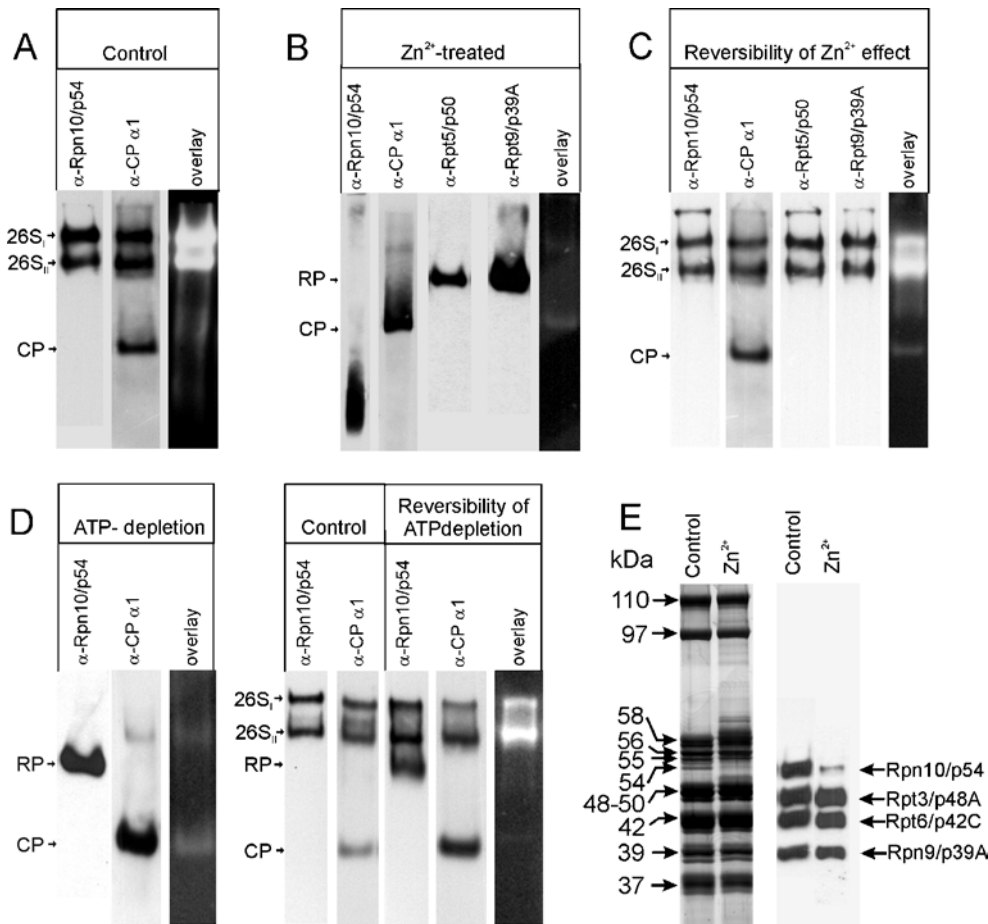 A
Control
α-Rpn10/p54
α-CP α1
overlay
26S_I
26S_II
CP
B
Zn²⁺-treated
α-Rpn10/p54
α-CP α1
α-Rpt5/p50
α-Rpt9/p39A
overlay
RP
CP
C
Reversibility of Zn²⁺ effect
α-Rpn10/p54
α-CP α1
α-Rpt5/p50
α-Rpt9/p39A
overlay
26S_I
26S_II
CP
D
ATP- depletion
α-Rpn10/p54
α-CP α1
overlay
RP
CP
Control
Reversibility of
ATPdepletion
α-Rpn10/p54
α-CP α1
α-Rpn10/p54
α-CP α1
overlay
26S_I
26S_II
RP
CP
E
kDa
Control
Zn²⁺
110
97
58
56
55
54
48-50
42
39
37
Control
Zn²⁺
Rpn10/p54
Rpt3/p48A
Rpt6/p42C
Rpn9/p39A